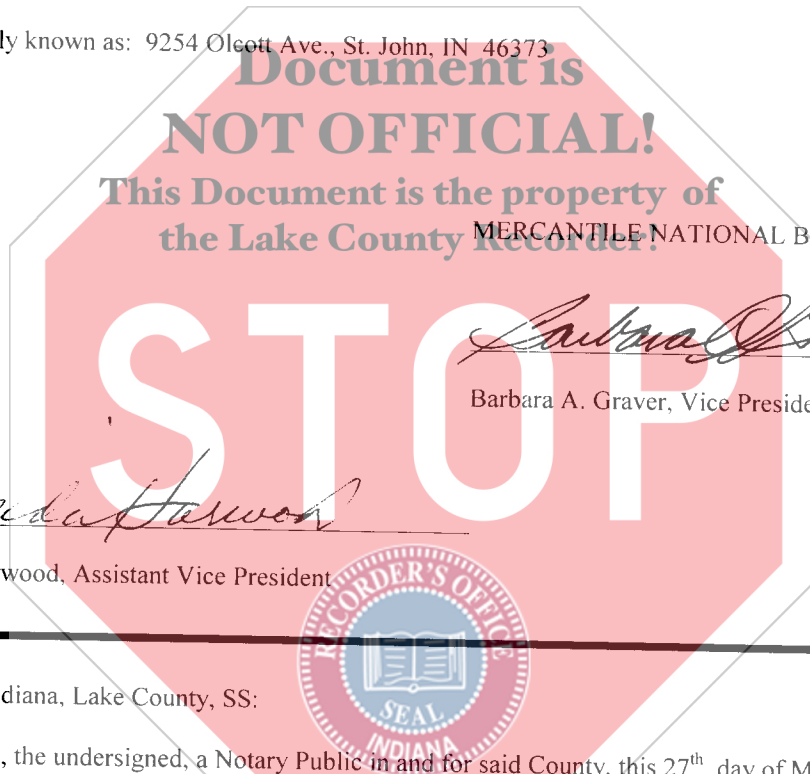 ly known as: 9254 Olcott Ave., St. John, IN 46373
Document is
NOT OFFICIAL!
This Document is the property of
the Lake County Recorder!
MERCANTILE NATIONAL B
STOP
Barbara A. Graver, Vice Preside
wood, Assistant Vice President
RECORDER'S OFFICE
SEAL
INDIANA
diana, Lake County, SS:
, the undersigned, a Notary Public in and for said County, this 27th day of M